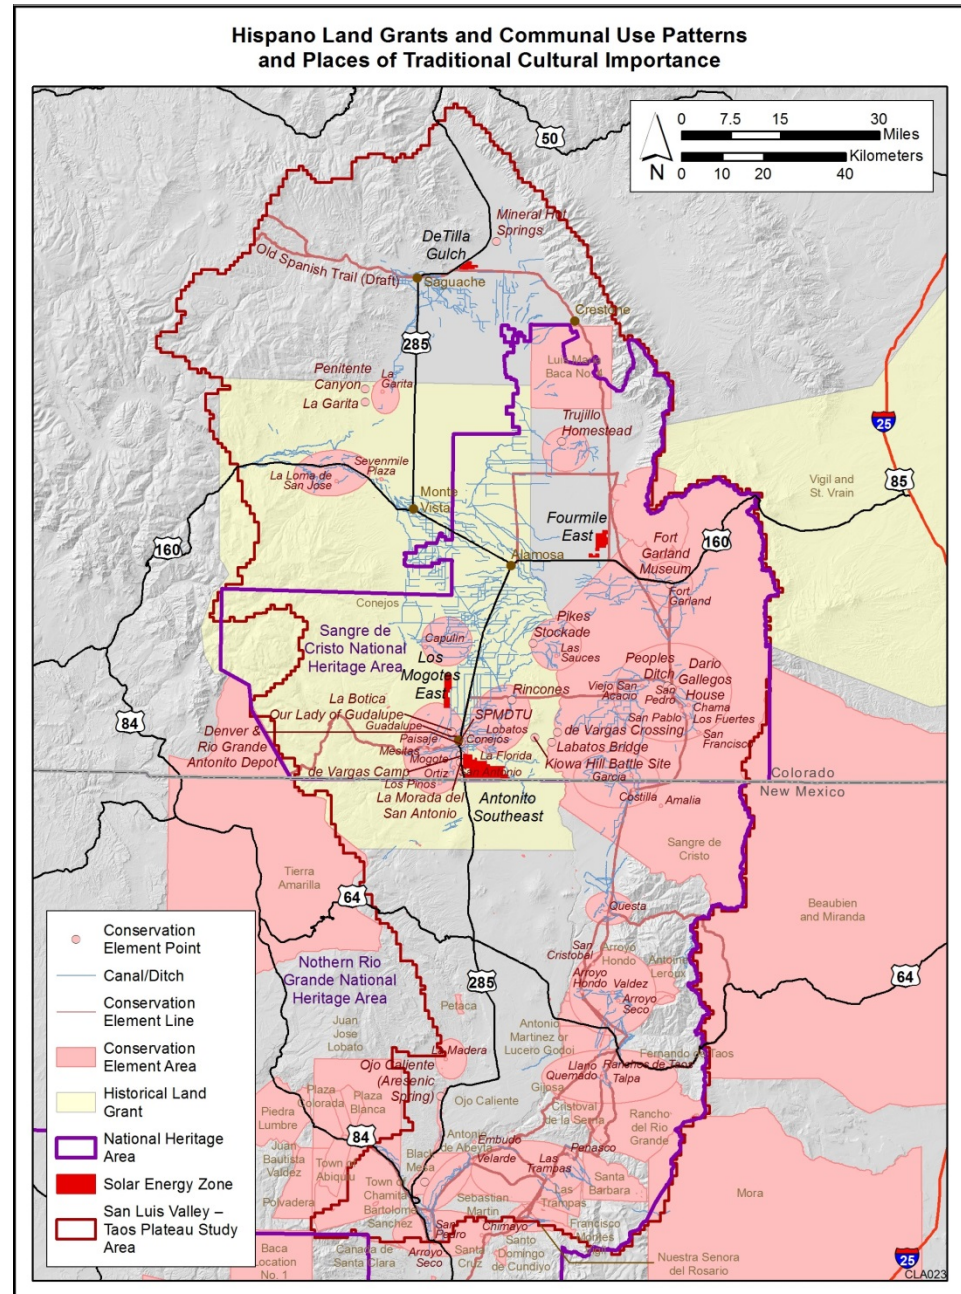 Hispano Land Grants and Communal Use Patterns
and Places of Traditional Cultural Importance
0 7.5 15 30
Miles
Kilometers
0 10 20 40
N
50
Mineral Hot
Springs
DeTilla
Gulch
Old Spanish Trail (Draft)
Saguache
Crestone
285
Luis Maria
Baca No. 4
Penitente
Canyon
La
Garita
La Garita
25
Trujillo
Homestead
Sevenmile
Plaza
La Loma de
San Jose
Vigil and
St. Vrain
85
Monte
Vista
Fourmile
East
160
160
Fort
Garland
Museum
Alamosa
Fort
Garland
Conejos
Pikes
Stockade
Sangre de
Cristo National
Heritage Area
Capulin
Las
Sauces
Los
Mogotes
East
Peoples
Ditch
Dario
Gallegos
House
Viejo San
Acacio
San
Pedro
Chama
Los Fuertes
La Botica
Rincones
Our Lady of Gudalupe
SPMDTU
San Pablo
84
Guadalupe
Lobatos
de Vargas Crossing
San
Francisco
Denver &
Rio Grande
Antonito Depot
Paisaje
Conejos
Labatos Bridge
Mesitas
La Florida
Kiowa Hill Battle Site
Mogote
de Vargas Camp
Ortiz
San Antonio
Garcia
Colorado
New Mexico
Los Pinos
La Morada del
San Antonio
Antonito
Southeast
Costilla
Amalia
Sangre de
Cristo
Tierra
Amarilla
64
Beaubien
and Miranda
Questa
Conservation
Element Point
Canal/Ditch
Conservation
Element Line
Conservation
Element Area
Historical Land
Grant
National Heritage
Area
Solar Energy Zone
San Luis Valley –
Taos Plateau Study
Area
Nothern Rio
Grande National
Heritage Area
San
Cristobal
Arroyo
Hondo
Antoine
Leroux
285
64
Arroyo
Hondo
Valdez
Arroyo
Seco
Petaca
Juan
Jose
Lobato
Antonio
Martinez or
Lucero Godoi
La Madera
Fernando de Taos
Ojo Caliente
(Aresenic
Spring)
Llano
Quemado
Ranchos de Taos
Talpa
Plaza
Colorada
Plaza
Blanca
Ojo Caliente
Gijosa
Cristoval
de la Serna
Rancho
del Rio
Grande
Piedra
Lumbre
84
Antonio
de Abeyta
Embudo
Penasco
Juan
Bautista
Valdez
Black
Mesa
Velarde
Las
Trampas
Town of
Abiquiu
Town of
Chamita
Santa
Barbara
Mora
Polvadera
Bartolome
Sanchez
Sebastian
Martin
Las
Trampas
San
Pedro
Chimayo
Francisco
Montes
Baca
Location
No. 1
Canada de
Santa Clara
Arroyo
Seco
Santa
Cruz
Santo
Domingo
de Cundiyo
Nuestra Senora
del Rosario
25
CLA023